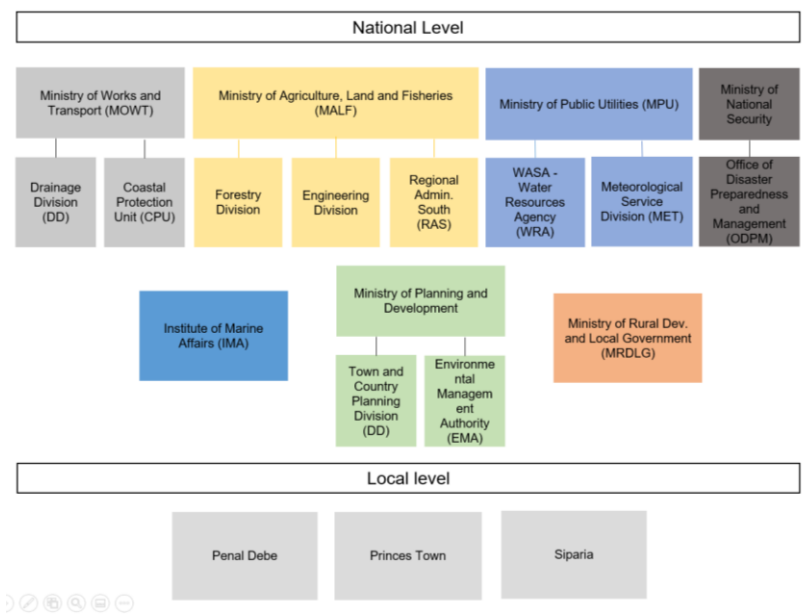 National Level
Ministry of Works and
Transport (MOWT)
Ministry of Agriculture, Land and Fisheries
(MALF)
Ministry of Public Utilities (MPU)
Ministry of
National
Security
Drainage
Division
(DD)
Coastal
Protection
Unit (CPU)
Forestry
Division
Engineering
Division
Regional
Admin.
South
(RAS)
WASA -
Water
Resources
Agency
(WRA)
Meteorological
Service
Division (MET)
Office of
Disaster
Preparedness
and
Management
(ODPM)
Institute of Marine
Affairs (IMA)
Ministry of Planning and
Development
Ministry of Rural Dev.
and Local Government
(MRDLG)
Town and
Country
Planning
Division
(DD)
Environme
ntal
Managem
ent
Authority
(EMA)
Local level
Penal Debe
Princes Town
Siparia